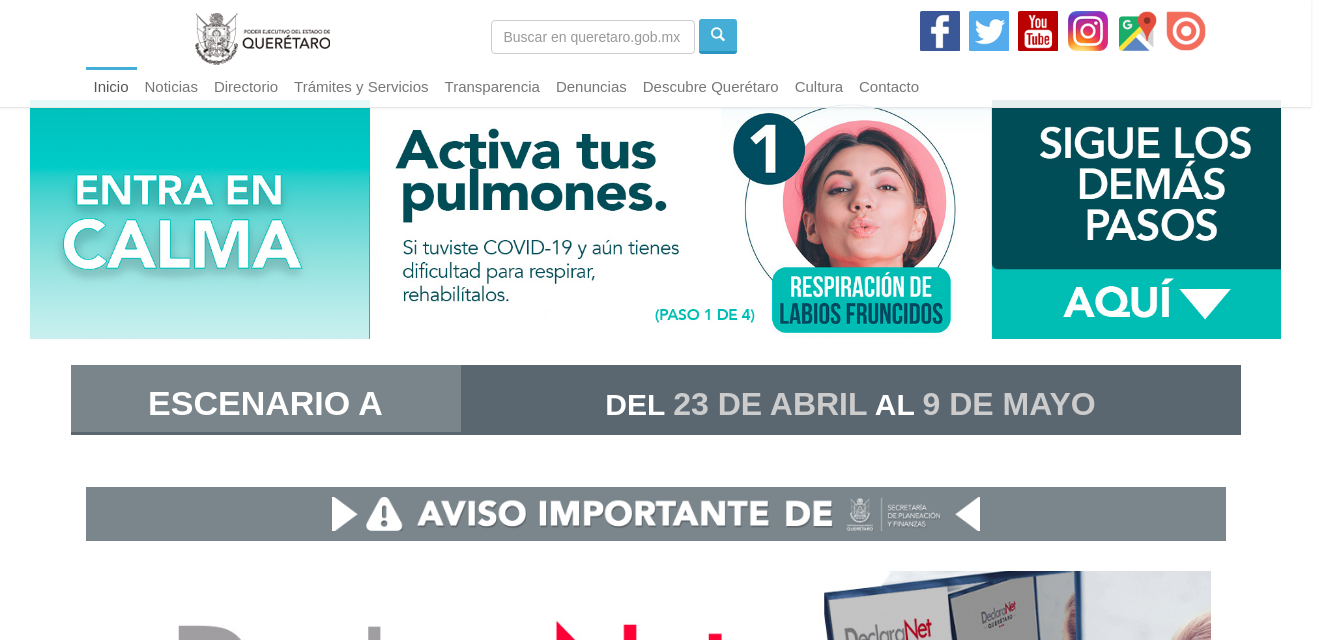 PODER EJECUTIVO DEL ESTADO DE
QUERÉTARO
Buscar en queretaro.gob.mx
You
Tube
G
Inicio Noticias Directorio Trámites y Servicios Transparencia Denuncias Descubre Querétaro Cultura Contacto
ENTRA EN
CALMA
Activa tus
pulmones.
Si tuviste COVID-19 y aún tienes
dificultad para respirar,
rehabilítalos.
(PASO 1 DE 4)
1
RESPIRACIÓN DE
LABIOS FRUNCIDOS
SIGUE LOS
DEMÁS
PASOS
AQUÍ
ESCENARIO A
DEL 23 DE ABRIL AL 9 DE MAYO
AVISO IMPORTANTE DE
QUERÉTARO
SECRETARÍA
DE PLANEACIÓN
Y FINANZAS
DeclaraNet
DeclaraNet
QUERÉTARO
DeclaraNet